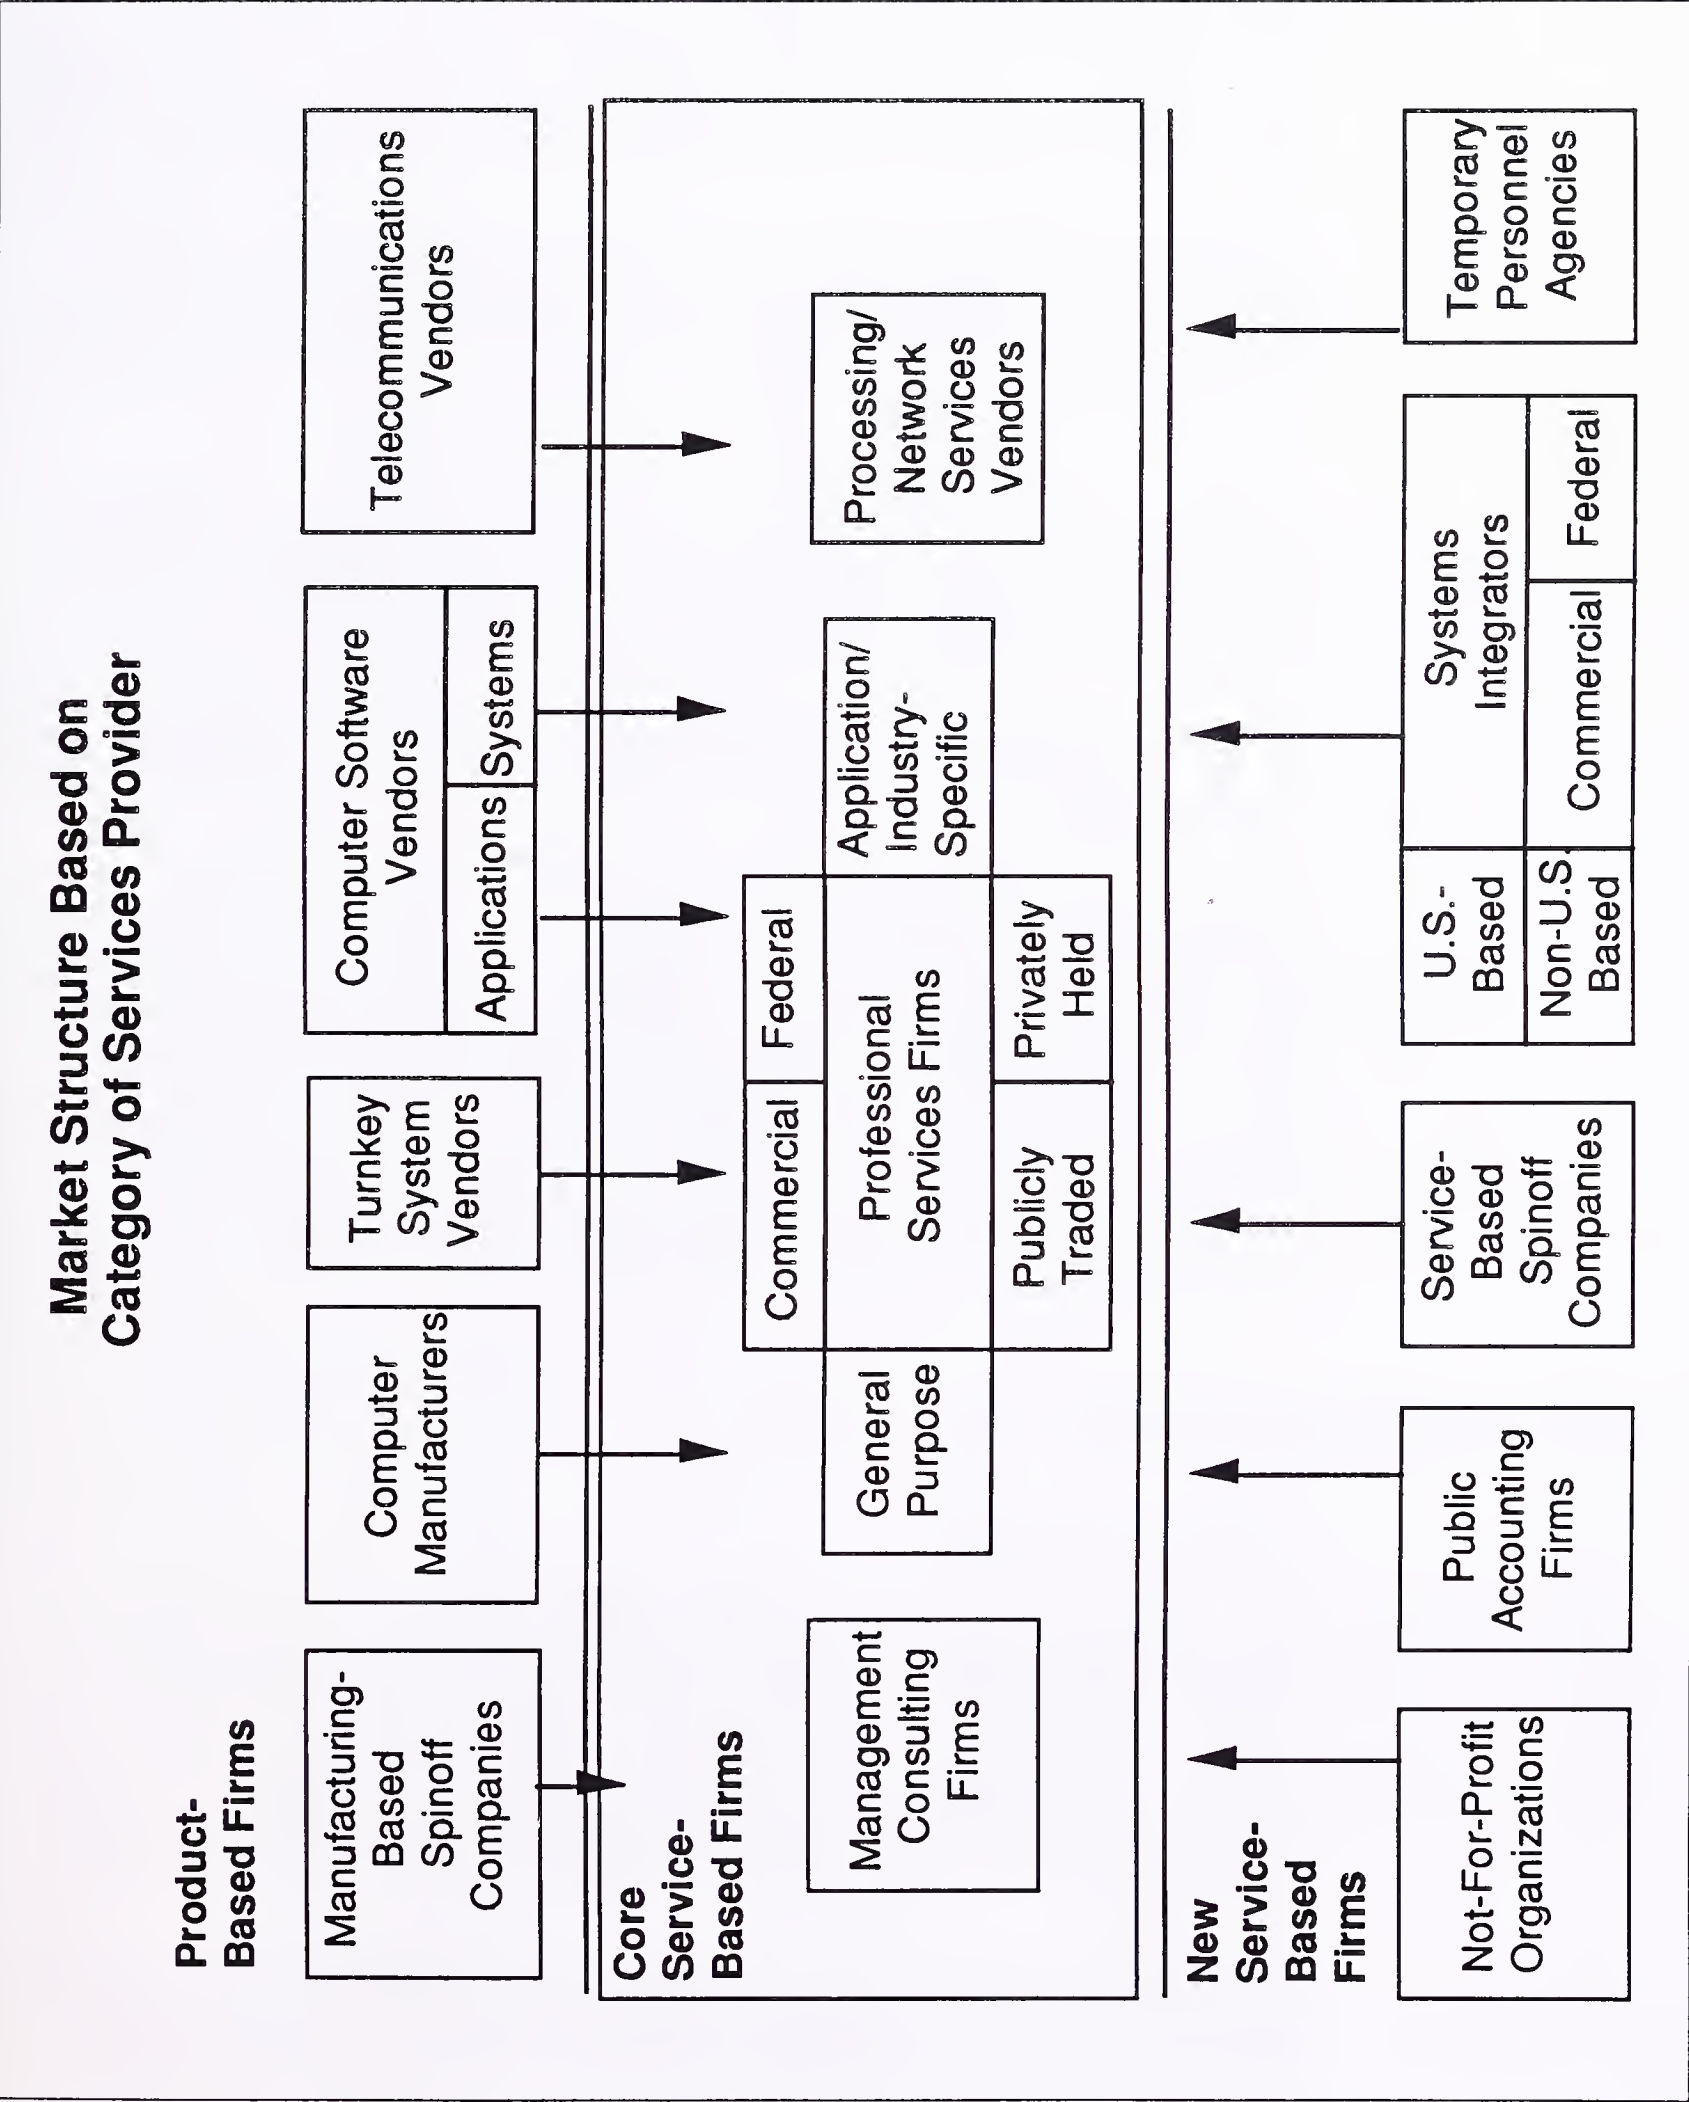 Market Structure Based on
Category of Services Provider
Product-
Based Firms
Manufacturing-
Based
Spinoff
Companies
Computer
Manufacturers
Turnkey
System
Vendors
Computer Software
Vendors
Applications
Systems
Telecommunications
Vendors
Core
Service-
Based Firms
Management
Consulting
Firms
General
Purpose
Commercial
Federal
Professional
Services Firms
Publicly
Traded
Privately
Held
Application/
Industry-
Specific
Processing/
Network
Services
Vendors
New
Service-
Based
Firms
Not-For-Profit
Organizations
Public
Accounting
Firms
Service-
Based
Spinoff
Companies
U.S.-
Based
Non-U.S.
Based
Systems
Integrators
Commercial
Federal
Temporary
Personnel
Agencies